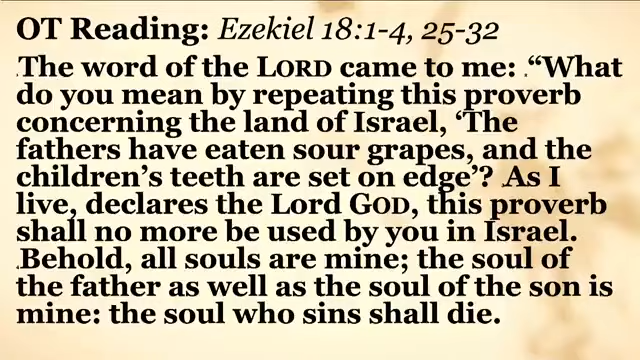 OT Reading: Ezekiel 18:1-4, 25-32
The word of the LORD came to me: “What
do you mean by repeating this proverb
concerning the land of Israel, ‘The
fathers have eaten sour grapes, and the
children’s teeth are set on edge’? As I
live, declares the Lord GOD, this proverb
shall no more be used by you in Israel.
Behold, all souls are mine; the soul of
the father as well as the soul of the son is
mine: the soul who sins shall die.